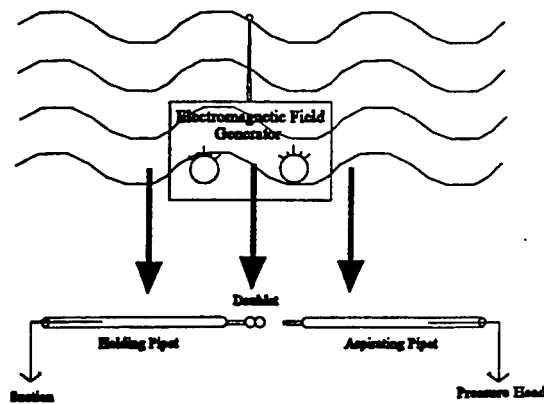 Electromagnetic Field
Generator
Doublet
Holding Pipet
Aspirating Pipet
Suction
Pressure Head